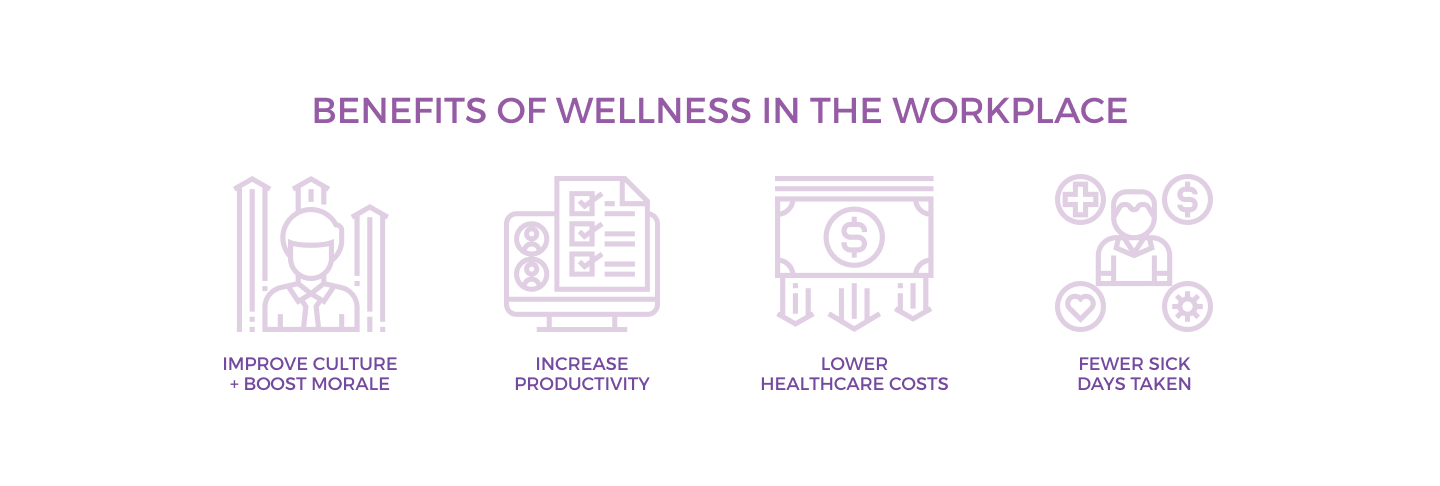 BENEFITS OF WELLNESS IN THE WORKPLACE
IMPROVE CULTURE
+ BOOST MORALE
INCREASE
PRODUCTIVITY
LOWER
HEALTHCARE COSTS
FEWER SICK
DAYS TAKEN